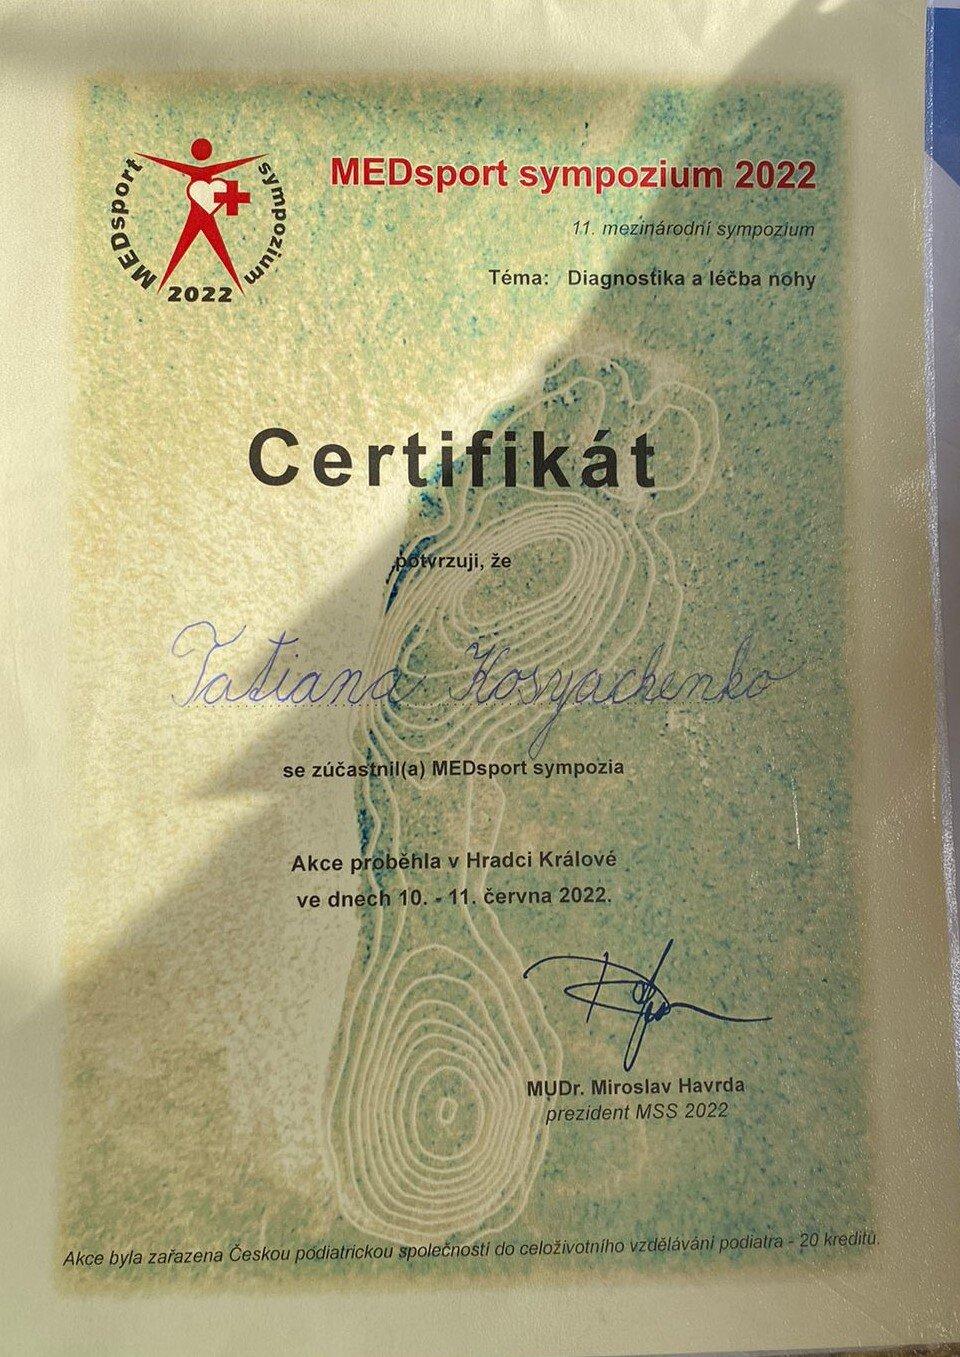 MEDsport sympozium
2022
MEDsport sympozium 2022
11. mezinárodní sympozium
Téma: Diagnostika a léčba nohy
Certifikát
potvrzuji, že
Tatiana Kosyachenko
se zúčastnil(a) MEDsport sympozia
Akce proběhla v Hradci Králové
ve dnech 10. - 11. června 2022.
MUDr. Miroslav Havrda
prezident MSS 2022
Akce byla zařazena Českou podiatrickou společností do celoživotního vzdělávání podiatra - 20 kreditů.